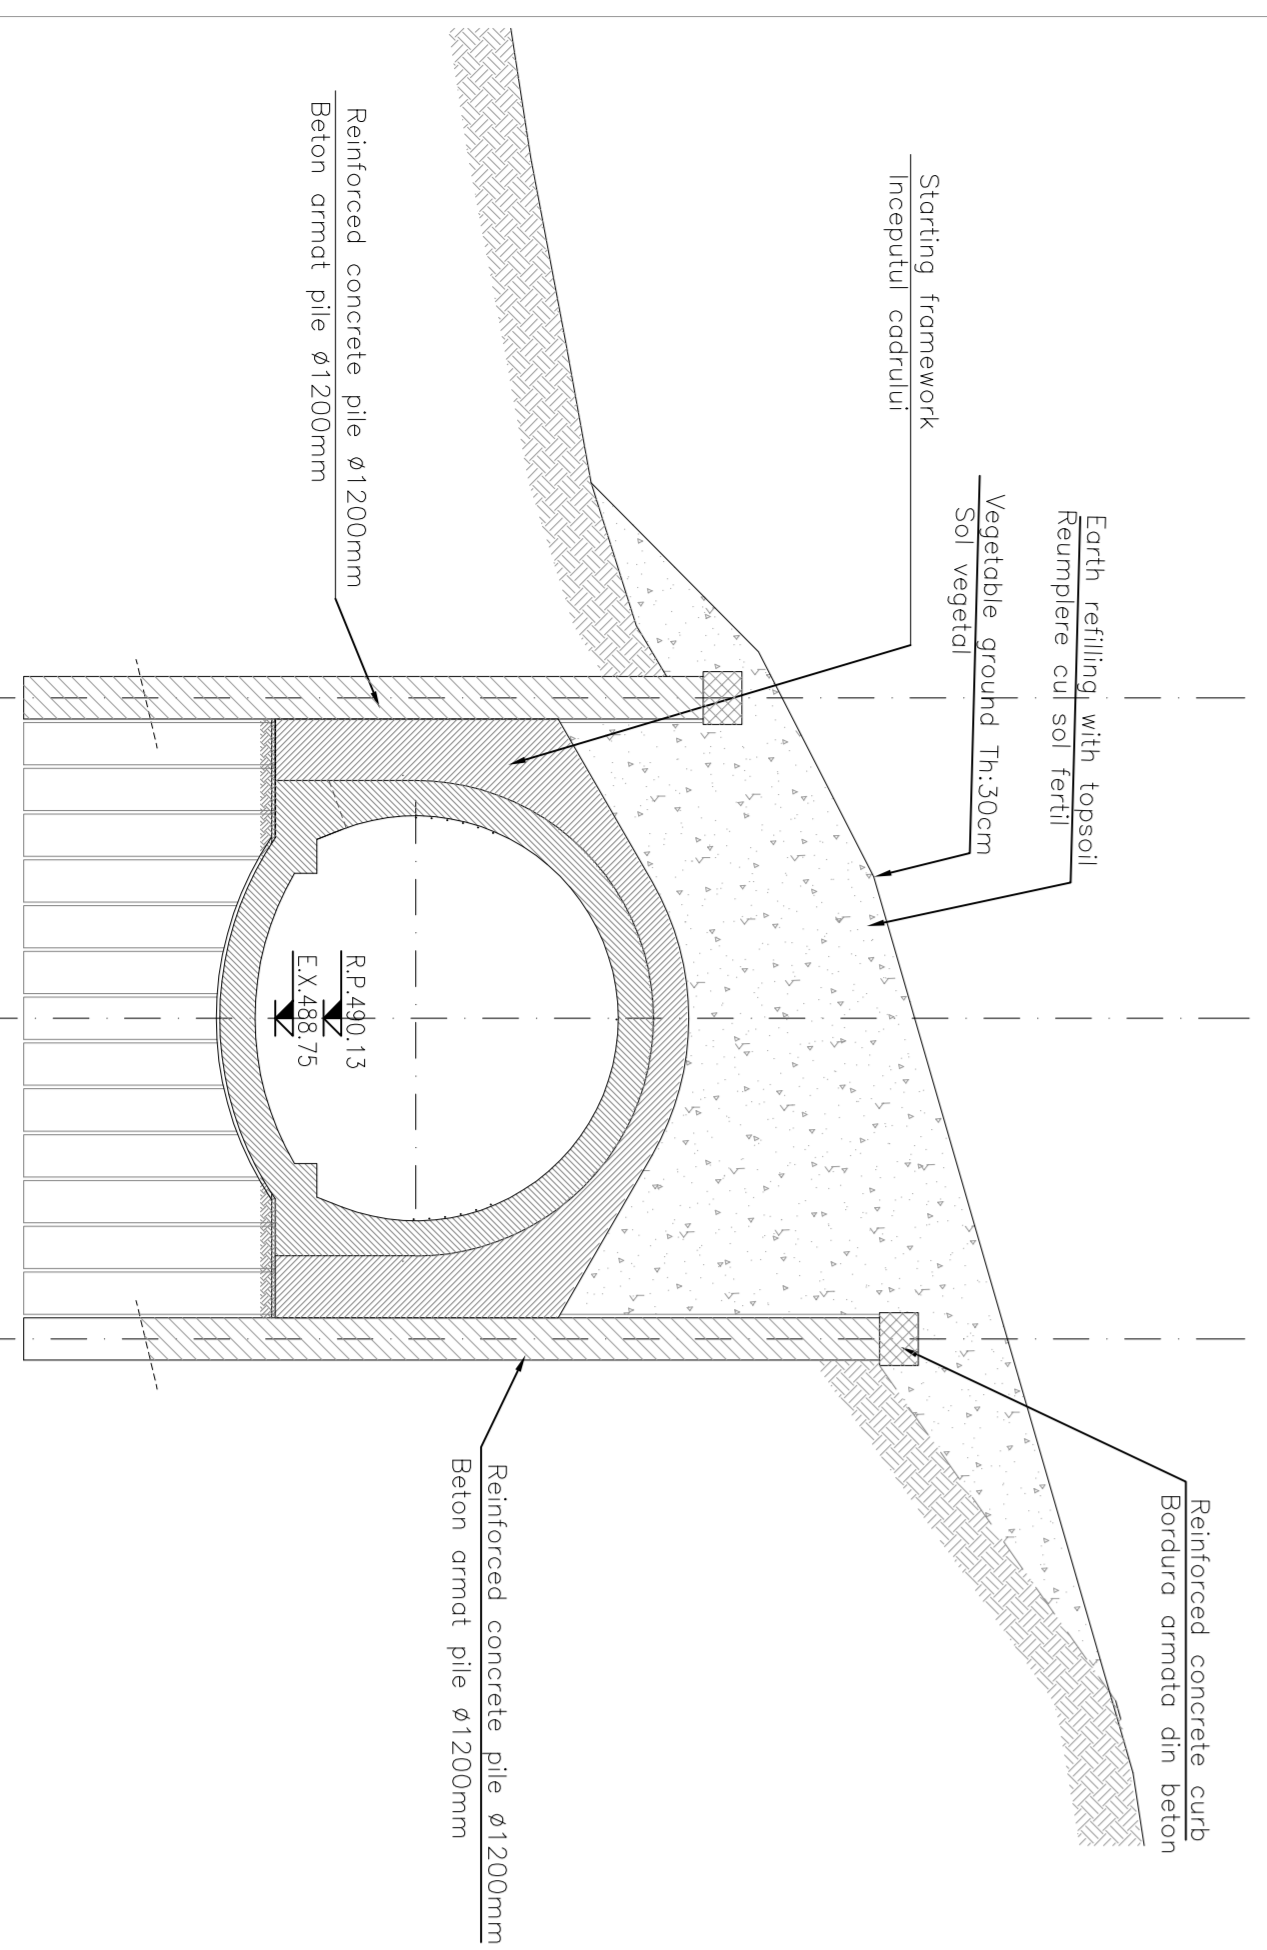 Reinforced concrete pile Ø1200mm
Beton armat pile Ø1200mm
Starting framework
Inceputul cadrului
Vegetable ground Th:30cm
Sol vegetal
Earth refilling with topsoil
Reumplere cu sol fertil
R.P.490.13
E.X.488.75
Reinforced concrete curb
Bordura armata din beton
Reinforced concrete pile Ø1200mm
Beton armat pile Ø1200mm